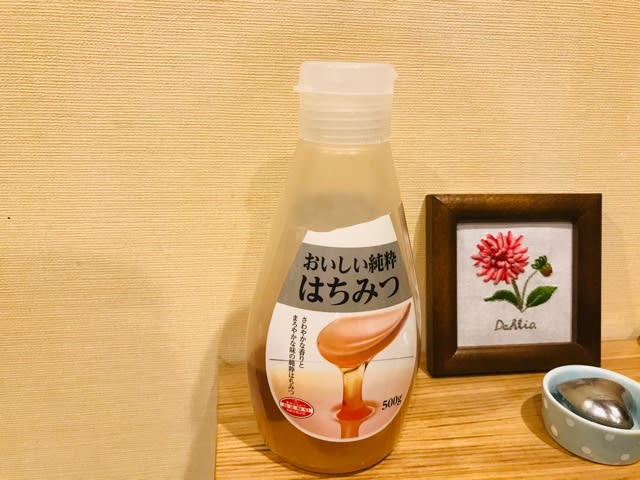 おいしい純粋
はちみつ
さわやかな香りと
まろやかな味の純粋はちみつ
500g
Dahlia